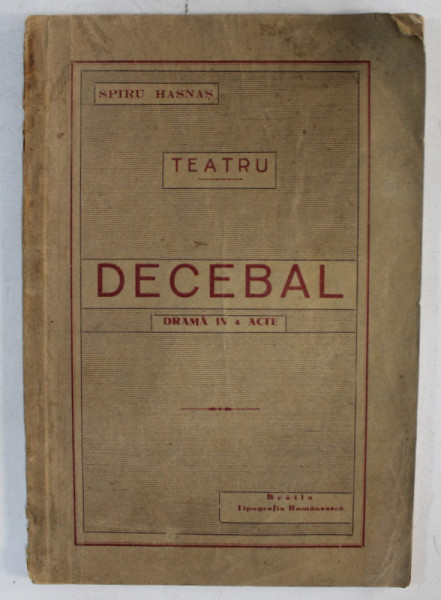 SPIRU HASNAȘ
TEATRU
DECEBAL
DRAMĂ IN 4 ACTE
Brăila
Tipografia Românească